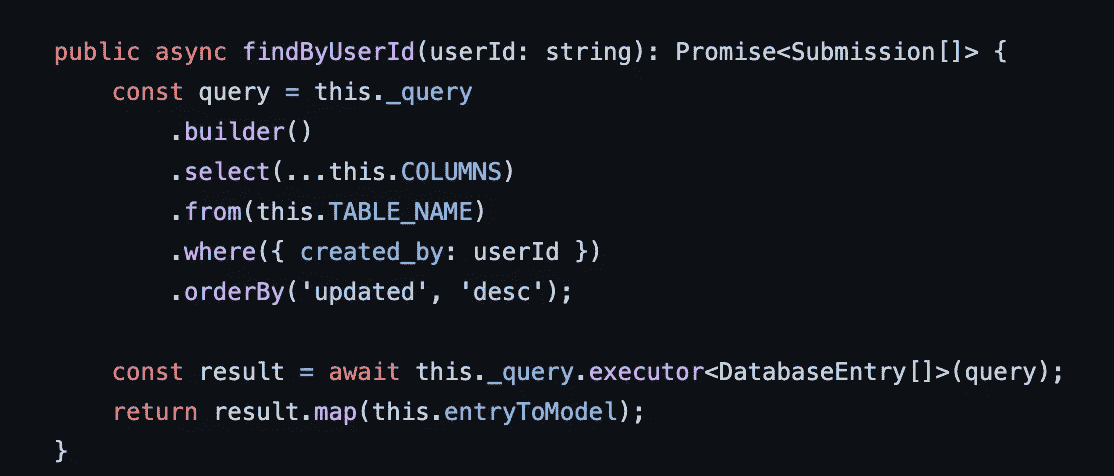 public async findByUserId(userId: string): Promise<Submission[]> {
    const query = this._query
        .builder()
        .select(...this.COLUMNS)
        .from(this.TABLE_NAME)
        .where({ created_by: userId })
        .orderBy('updated', 'desc');

    const result = await this._query.executor<DatabaseEntry[]>(query);
    return result.map(this.entryToModel);
}